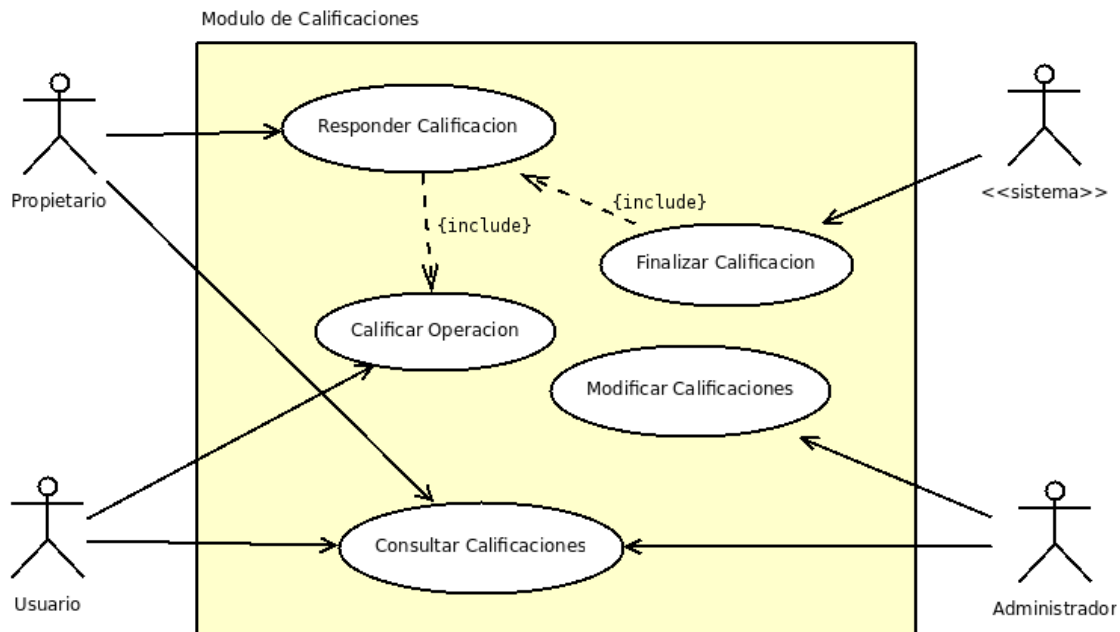 Modulo de Calificaciones
Responder Calificacion
Propietario
<<sistema>>
{include}
{include}
Finalizar Calificacion
Calificar Operacion
Modificar Calificaciones
Consultar Calificaciones
Usuario
Administrador